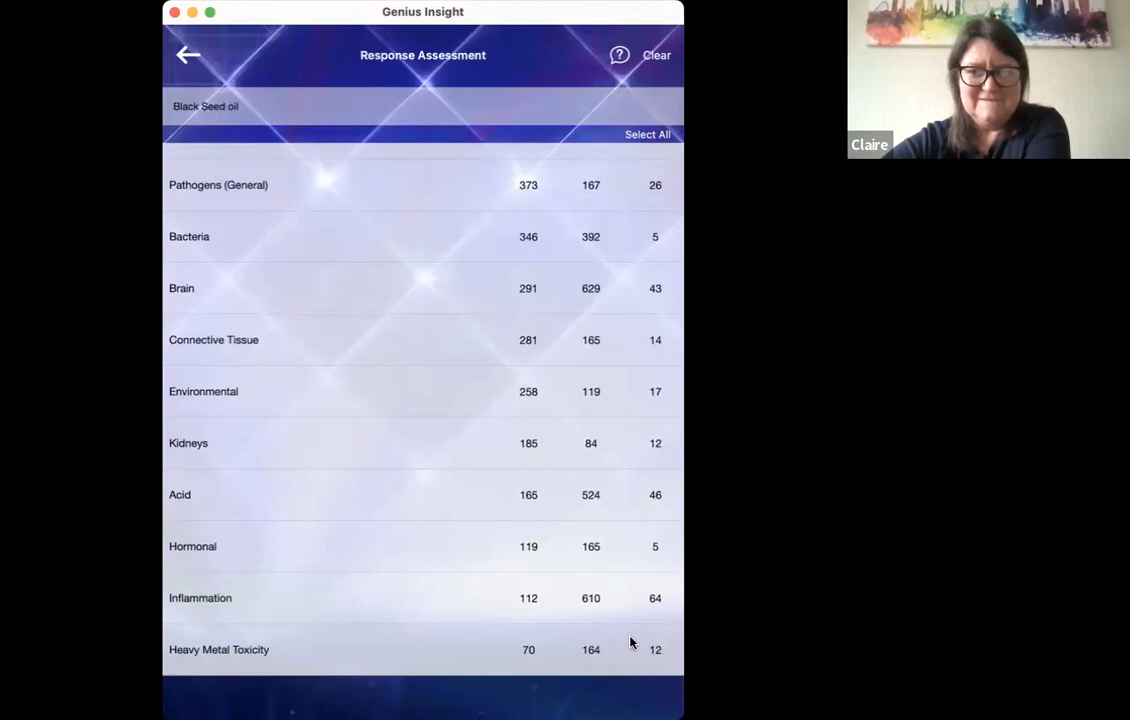 Genius Insight
Response Assessment
? Clear
Black Seed oil
Select All
Pathogens (General) 373 167 26
Bacteria 346 392 5
Brain 291 629 43
Connective Tissue 281 165 14
Environmental 258 119 17
Kidneys 185 84 12
Acid 165 524 46
Hormonal 119 165 5
Inflammation 112 610 64
Heavy Metal Toxicity 70 164 12
Claire